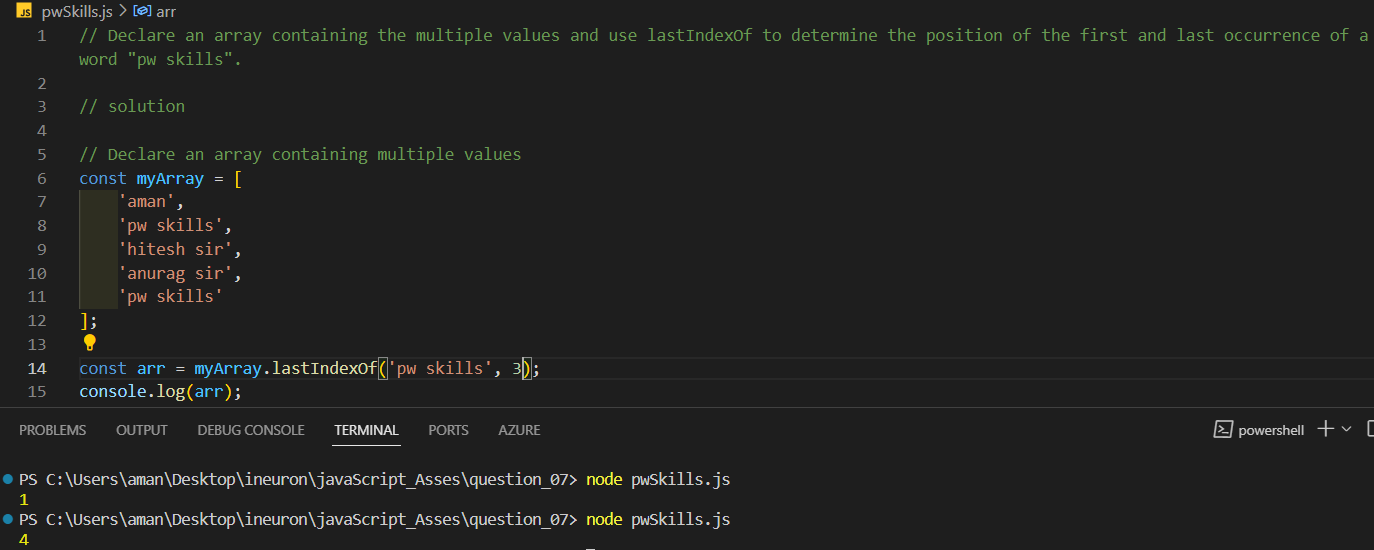 JS pwSkills.js > arr
1 // Declare an array containing the multiple values and use lastIndexOf to determine the position of the first and last occurrence of a
word "pw skills".
2
3 // solution
4
5 // Declare an array containing multiple values
6 const myArray = [
7 'aman',
8 'pw skills',
9 'hitesh sir',
10 'anurag sir',
11 'pw skills'
12 ];
13
14 const arr = myArray.lastIndexOf('pw skills', 3);
15 console.log(arr);
PROBLEMS OUTPUT DEBUG CONSOLE TERMINAL PORTS AZURE powershell
PS C:\Users\aman\Desktop\ineuron\javaScript_Asses\question_07> node pwSkills.js
1
PS C:\Users\aman\Desktop\ineuron\javaScript_Asses\question_07> node pwSkills.js
4